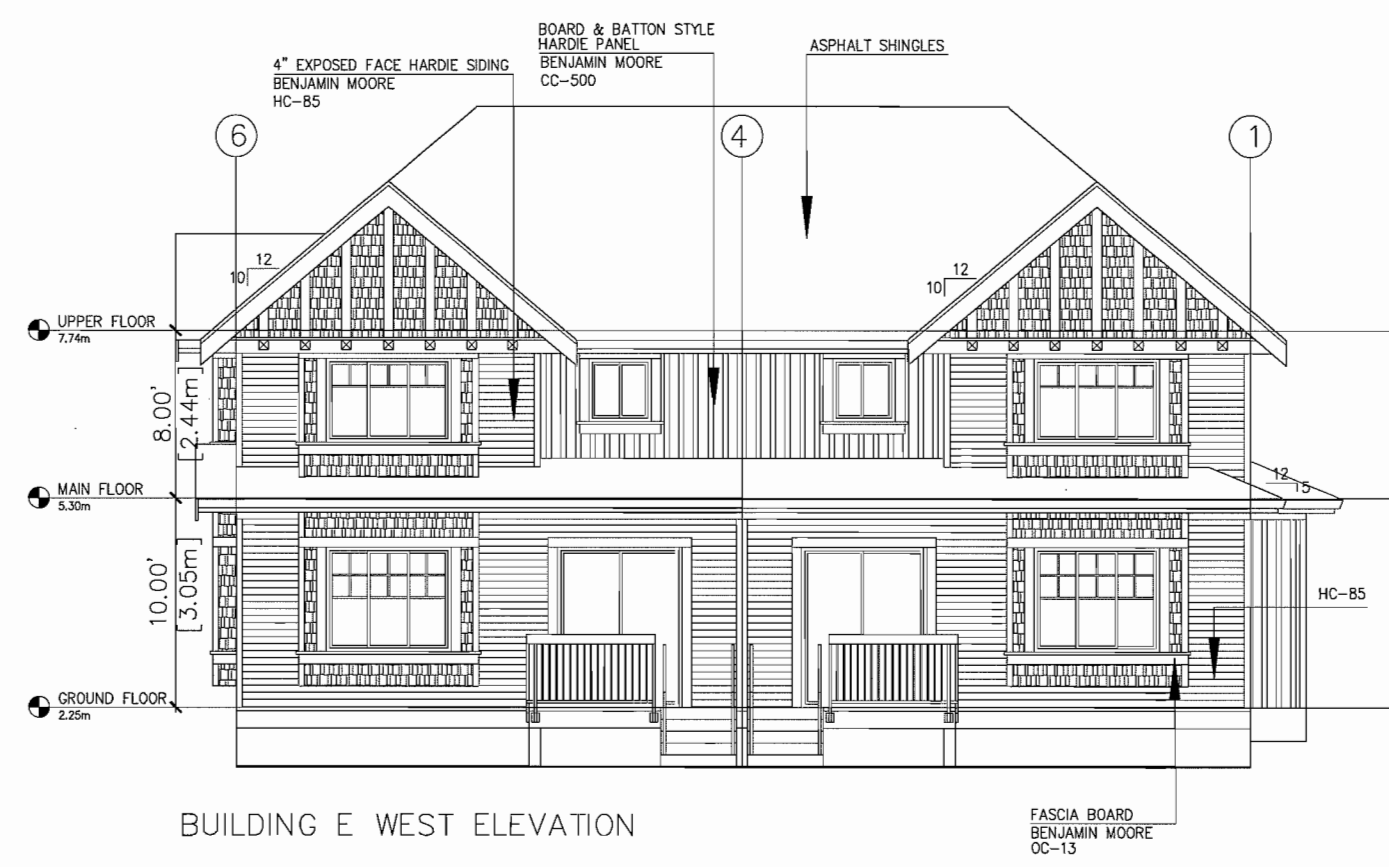 BOARD & BATTON STYLE
HARDIE PANEL
BENJAMIN MOORE
CC-500
ASPHALT SHINGLES
4" EXPOSED FACE HARDIE SIDING
BENJAMIN MOORE
HC-85
6
4
1
12
10
12
10
UPPER FLOOR
7.74m
8.00'
[2.44m]
MAIN FLOOR
5.30m
12
5
10.00'
[3.05m]
HC-85
GROUND FLOOR
2.25m
FASCIA BOARD
BENJAMIN MOORE
OC-13
BUILDING E WEST ELEVATION